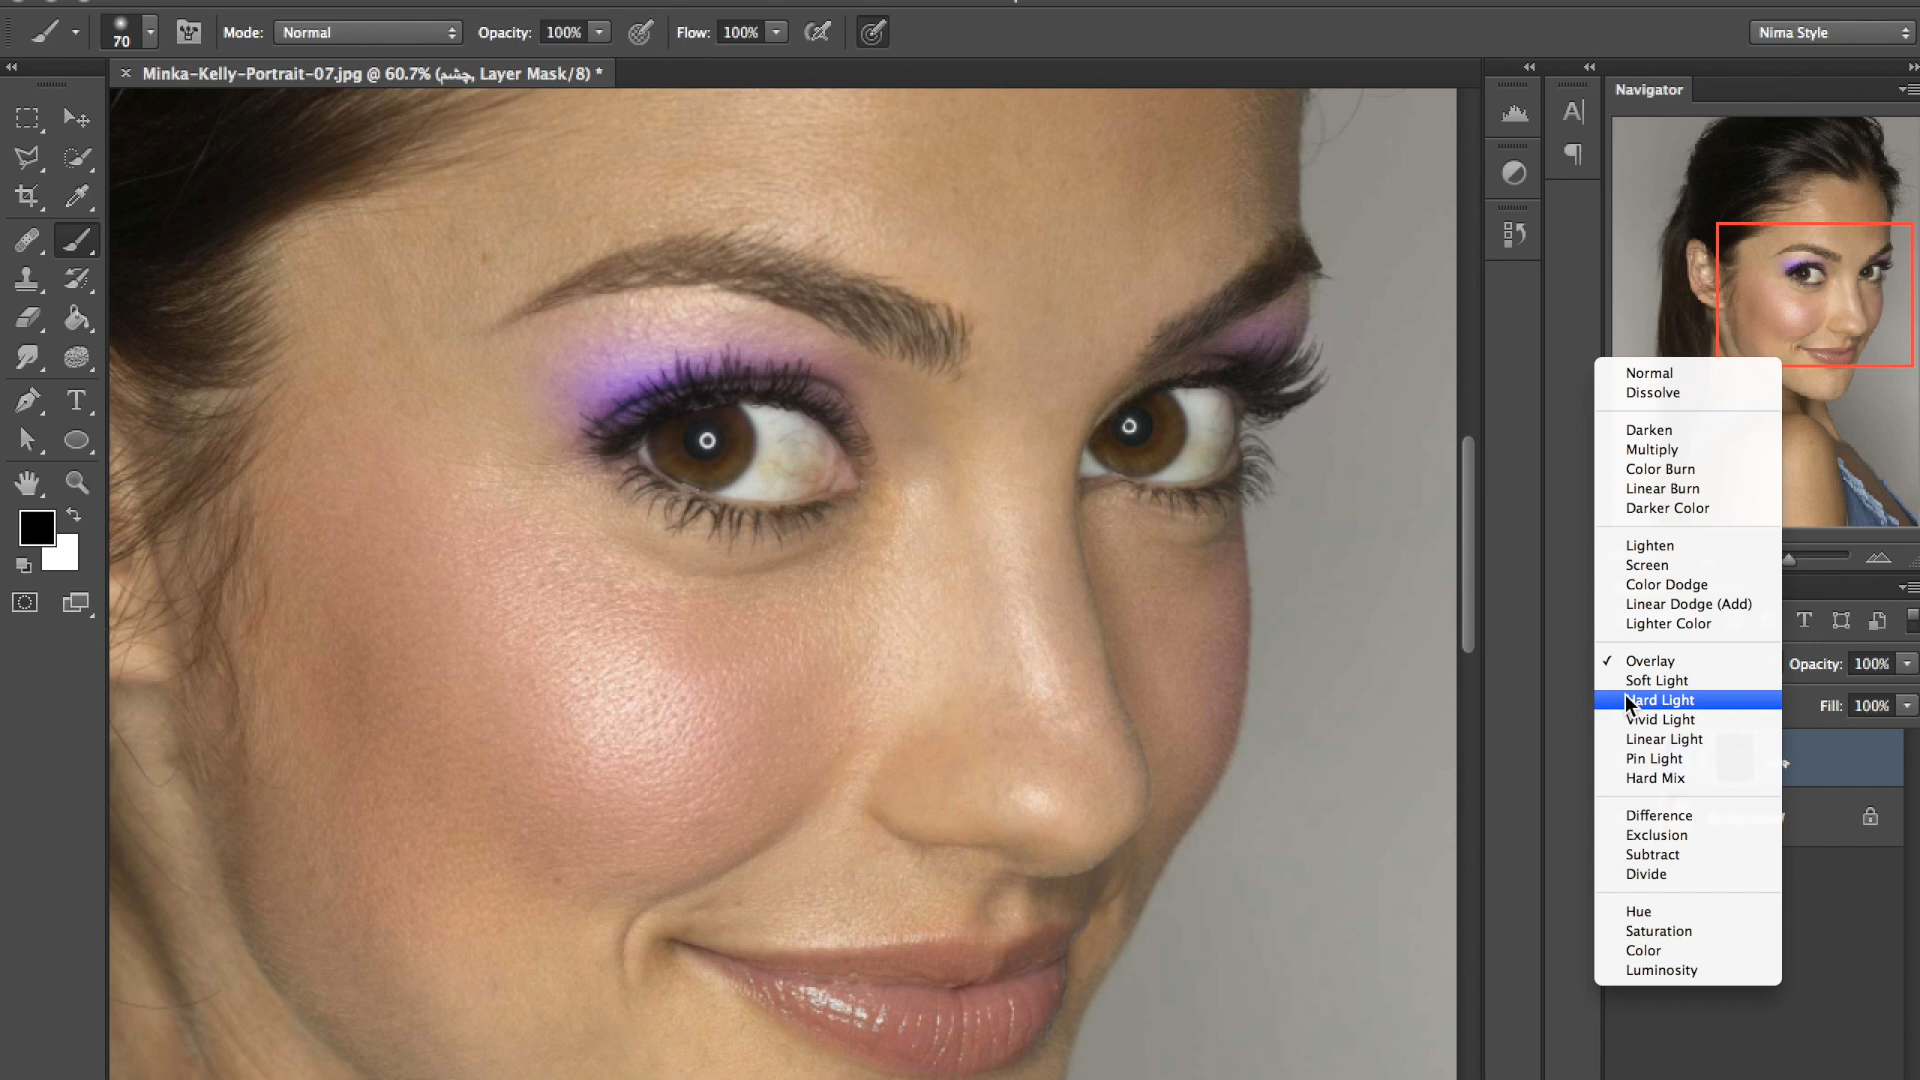 70
Mode:
Normal
Opacity:
100%
Flow:
100%
Nima Style
Minka-Kelly-Portrait-07.jpg @ 60.7% (چشم, Layer Mask/8) *
Navigator
Normal
Dissolve
Darken
Multiply
Color Burn
Linear Burn
Darker Color
Lighten
Screen
Color Dodge
Linear Dodge (Add)
Lighter Color
✓ Overlay
Soft Light
Hard Light
Vivid Light
Linear Light
Pin Light
Hard Mix
Difference
Exclusion
Subtract
Divide
Hue
Saturation
Color
Luminosity
Opacity: 100%
Fill: 100%